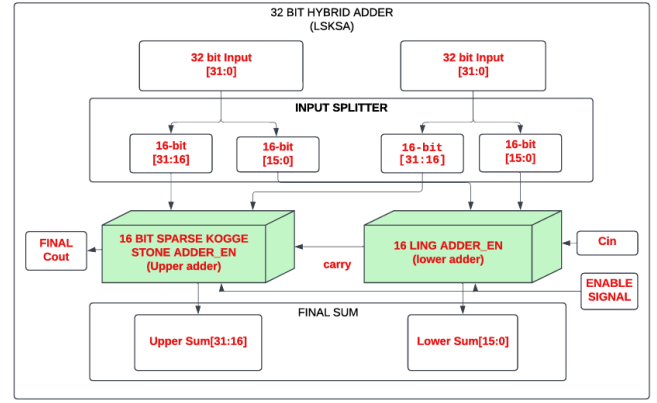 32 BIT HYBRID ADDER
(LSKSA)
32 bit Input
[31:0]
32 bit Input
[31:0]
INPUT SPLITTER
16-bit
[31:16]
16-bit
[15:0]
16-bit
[31:16]
16-bit
[15:0]
16 BIT SPARSE KOGGE
STONE ADDER_EN
(Upper adder)
16 LING ADDER_EN
(lower adder)
FINAL
Cout
carry
Cin
ENABLE
SIGNAL
FINAL SUM
Upper Sum[31:16]
Lower Sum[15:0]